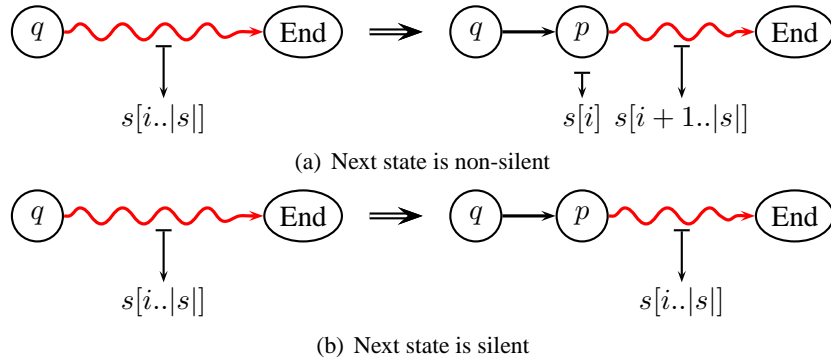 q End q p End
s[i..|s|] s[i] s[i + 1..|s|]
(a) Next state is non-silent
q End q p End
s[i..|s|] s[i..|s|]
(b) Next state is silent